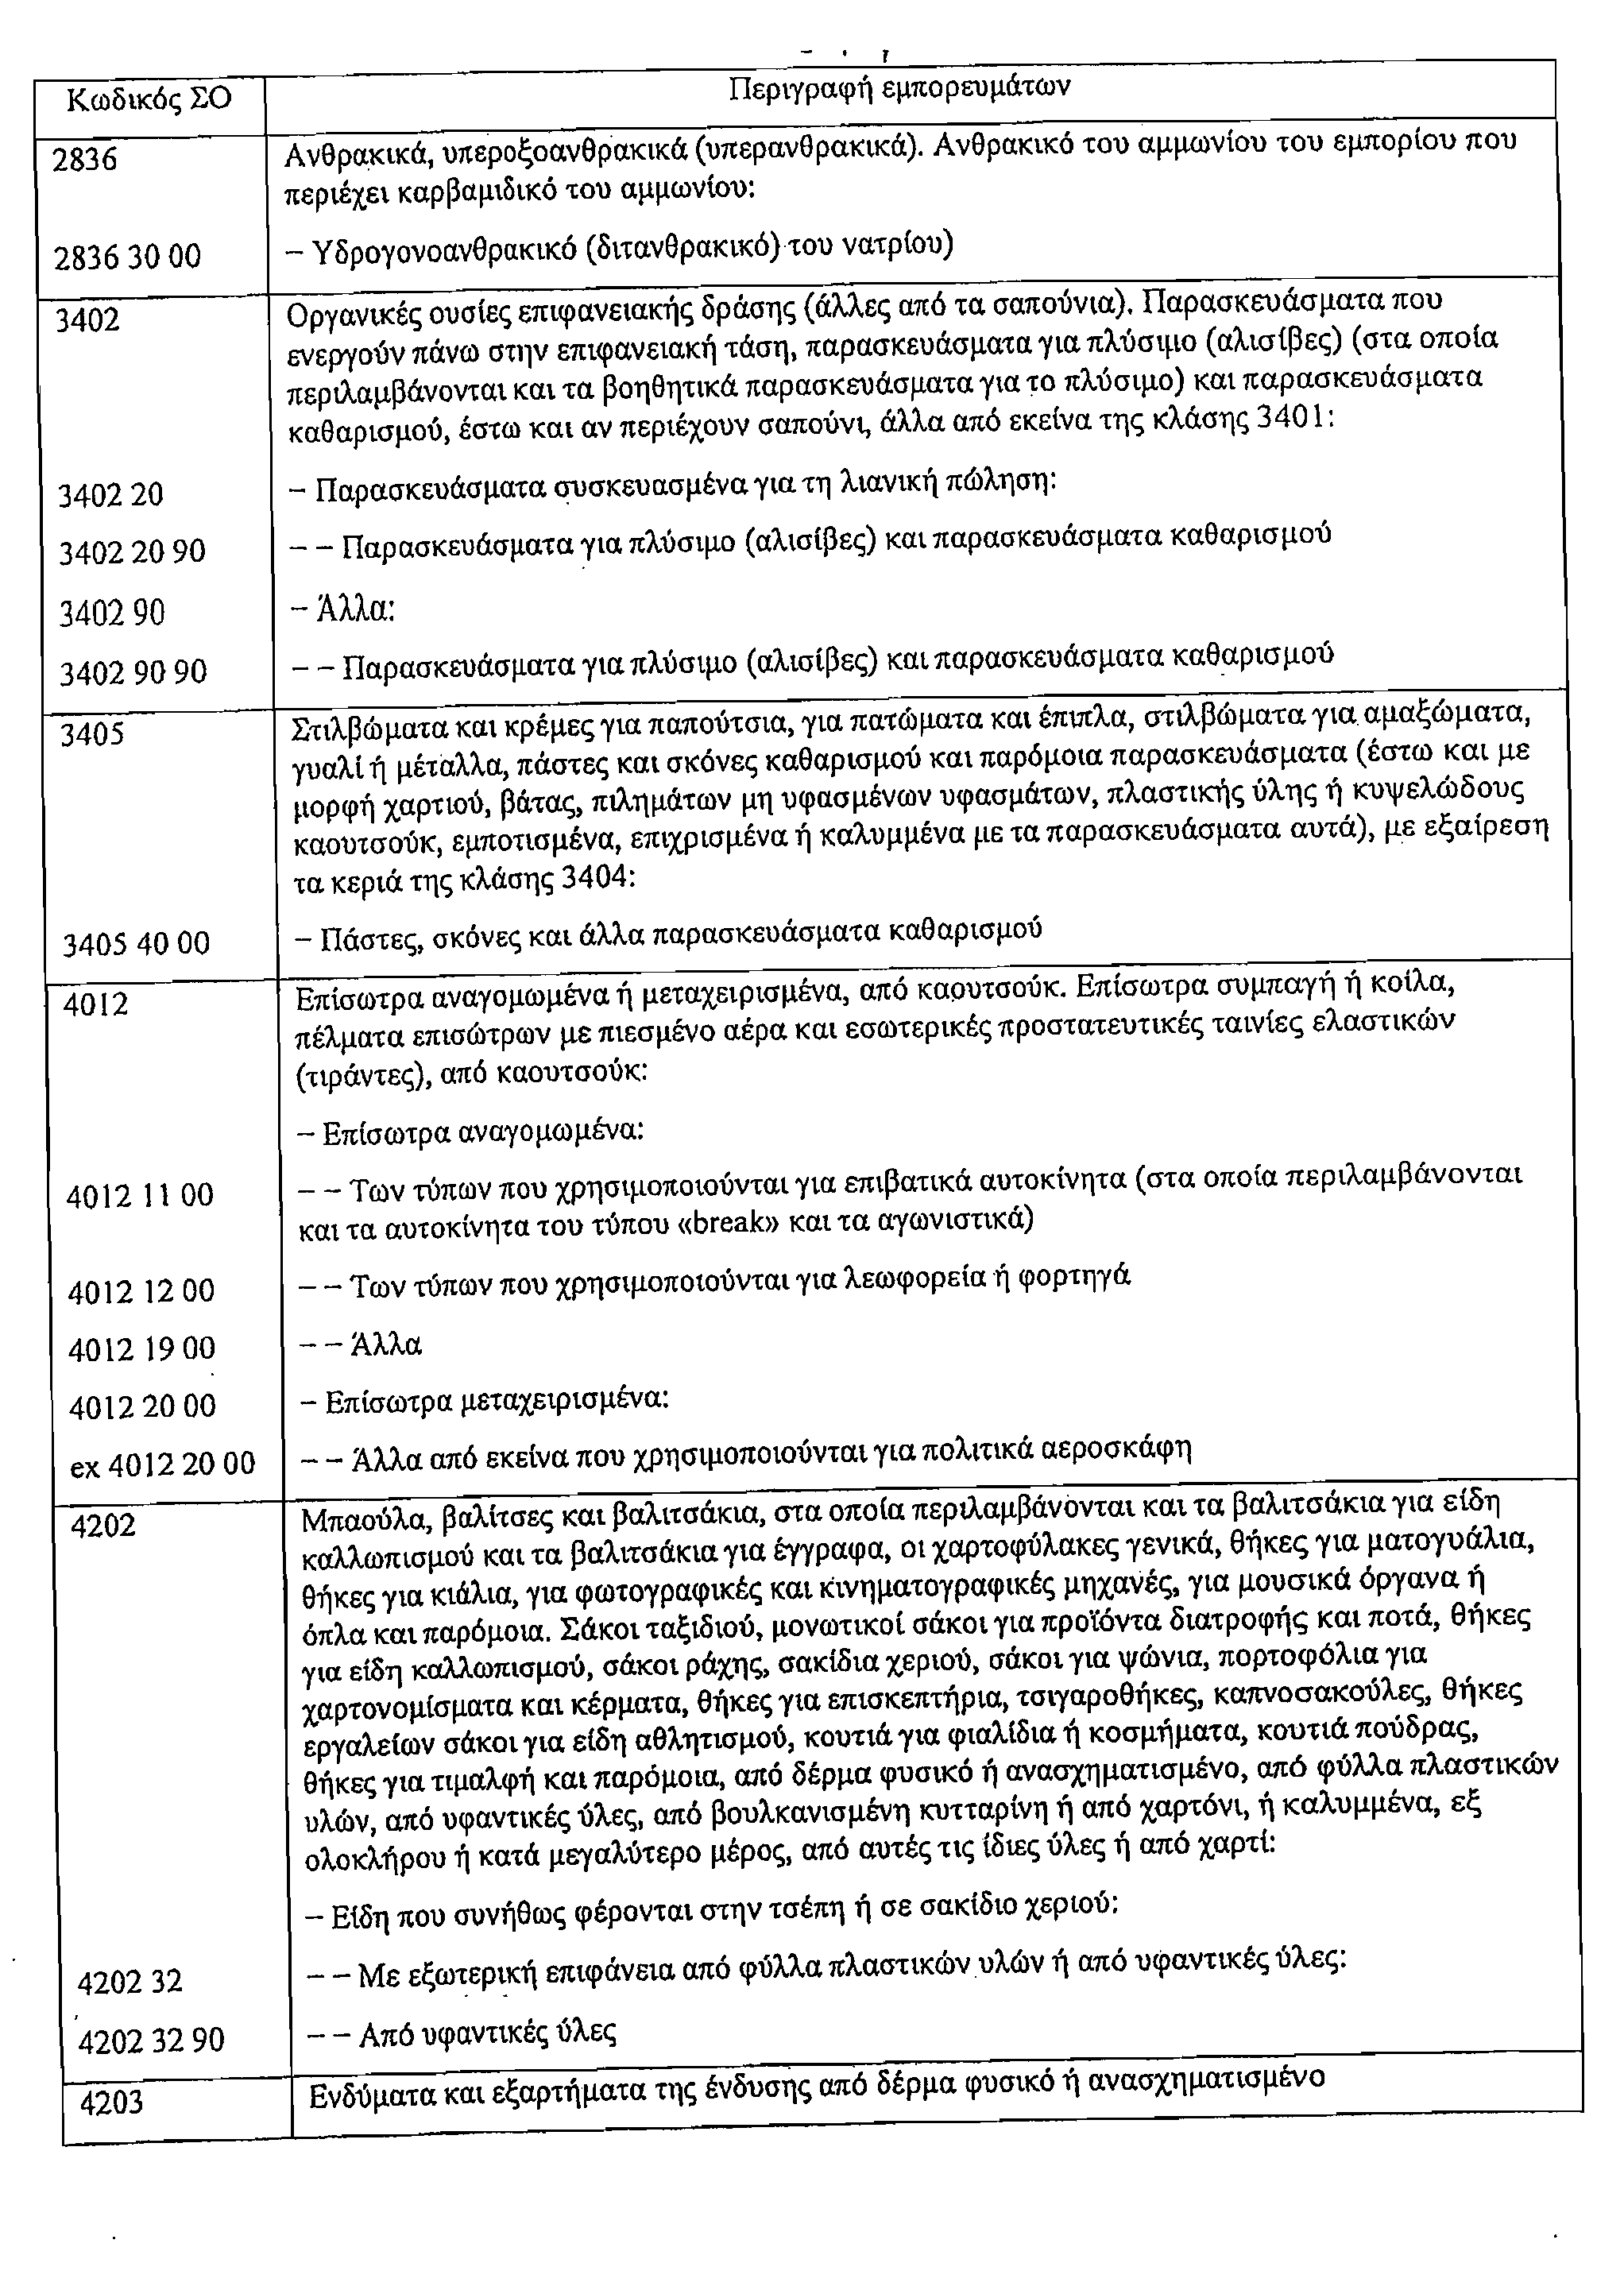 Κωδικός ΣΟ
Περιγραφή εμπορευμάτων
2836
Ανθρακικά, υπεροξοανθρακικά (υπερανθρακικά). Ανθρακικό του αμμωνίου του εμπορίου που
περιέχει καρβαμιδικό του αμμωνίου:
2836 30 00
– Υδρογονοανθρακικό (διτανθρακικό) του νατρίου)
3402
Οργανικές ουσίες επιφανειακής δράσης (άλλες από τα σαπούνια). Παρασκευάσματα που
ενεργούν πάνω στην επιφανειακή τάση, παρασκευάσματα για πλύσιμο (αλισίβες) (στα οποία
περιλαμβάνονται και τα βοηθητικά παρασκευάσματα για το πλύσιμο) και παρασκευάσματα
καθαρισμού, έστω και αν περιέχουν σαπούνι, άλλα από εκείνα της κλάσης 3401:
3402 20
– Παρασκευάσματα συσκευασμένα για τη λιανική πώληση:
3402 20 90
– – Παρασκευάσματα για πλύσιμο (αλισίβες) και παρασκευάσματα καθαρισμού
3402 90
– Άλλα:
3402 90 90
– – Παρασκευάσματα για πλύσιμο (αλισίβες) και παρασκευάσματα καθαρισμού
3405
Στιλβώματα και κρέμες για παπούτσια, για πατώματα και έπιπλα, στιλβώματα για αμαξώματα,
γυαλί ή μέταλλα, πάστες και σκόνες καθαρισμού και παρόμοια παρασκευάσματα (έστω και με
μορφή χαρτιού, βάτας, πιλημάτων μη υφασμένων υφασμάτων, πλαστικής ύλης ή κυψελώδους
καουτσούκ, εμποτισμένα, επιχρισμένα ή καλυμμένα με τα παρασκευάσματα αυτά), με εξαίρεση
τα κεριά της κλάσης 3404:
3405 40 00
– Πάστες, σκόνες και άλλα παρασκευάσματα καθαρισμού
4012
Επίσωτρα αναγομωμένα ή μεταχειρισμένα, από καουτσούκ. Επίσωτρα συμπαγή ή κοίλα,
πέλματα επισώτρων με πιεσμένο αέρα και εσωτερικές προστατευτικές ταινίες ελαστικών
(τιράντες), από καουτσούκ:
– Επίσωτρα αναγομωμένα:
4012 11 00
– – Των τύπων που χρησιμοποιούνται για επιβατικά αυτοκίνητα (στα οποία περιλαμβάνονται
και τα αυτοκίνητα του τύπου «break» και τα αγωνιστικά)
4012 12 00
– – Των τύπων που χρησιμοποιούνται για λεωφορεία ή φορτηγά
4012 19 00
– – Άλλα
4012 20 00
– Επίσωτρα μεταχειρισμένα:
ex 4012 20 00
– – Άλλα από εκείνα που χρησιμοποιούνται για πολιτικά αεροσκάφη
4202
Μπαούλα, βαλίτσες και βαλιτσάκια, στα οποία περιλαμβάνονται και τα βαλιτσάκια για είδη
καλλωπισμού και τα βαλιτσάκια για έγγραφα, οι χαρτοφύλακες γενικά, θήκες για ματογυάλια,
θήκες για κιάλια, για φωτογραφικές και κινηματογραφικές μηχανές, για μουσικά όργανα ή
όπλα και παρόμοια. Σάκοι ταξιδιού, μονωτικοί σάκοι για προϊόντα διατροφής και ποτά, θήκες
για είδη καλλωπισμού, σάκοι ράχης, σακίδια χεριού, σάκοι για ψώνια, πορτοφόλια για
χαρτονομίσματα και κέρματα, θήκες για επισκεπτήρια, τσιγαροθήκες, καπνοσακούλες, θήκες
εργαλείων σάκοι για είδη αθλητισμού, κουτιά για φιαλίδια ή κοσμήματα, κουτιά πούδρας,
θήκες για τιμαλφή και παρόμοια, από δέρμα φυσικό ή ανασχηματισμένο, από φύλλα πλαστικών
υλών, από υφαντικές ύλες, από βουλκανισμένη κυτταρίνη ή από χαρτόνι, ή καλυμμένα, εξ
ολοκλήρου ή κατά μεγαλύτερο μέρος, από αυτές τις ίδιες ύλες ή από χαρτί:
– Είδη που συνήθως φέρονται στην τσέπη ή σε σακίδιο χεριού:
4202 32
– – Με εξωτερική επιφάνεια από φύλλα πλαστικών υλών ή από υφαντικές ύλες:
4202 32 90
– – Από υφαντικές ύλες
4203
Ενδύματα και εξαρτήματα της ένδυσης από δέρμα φυσικό ή ανασχηματισμένο